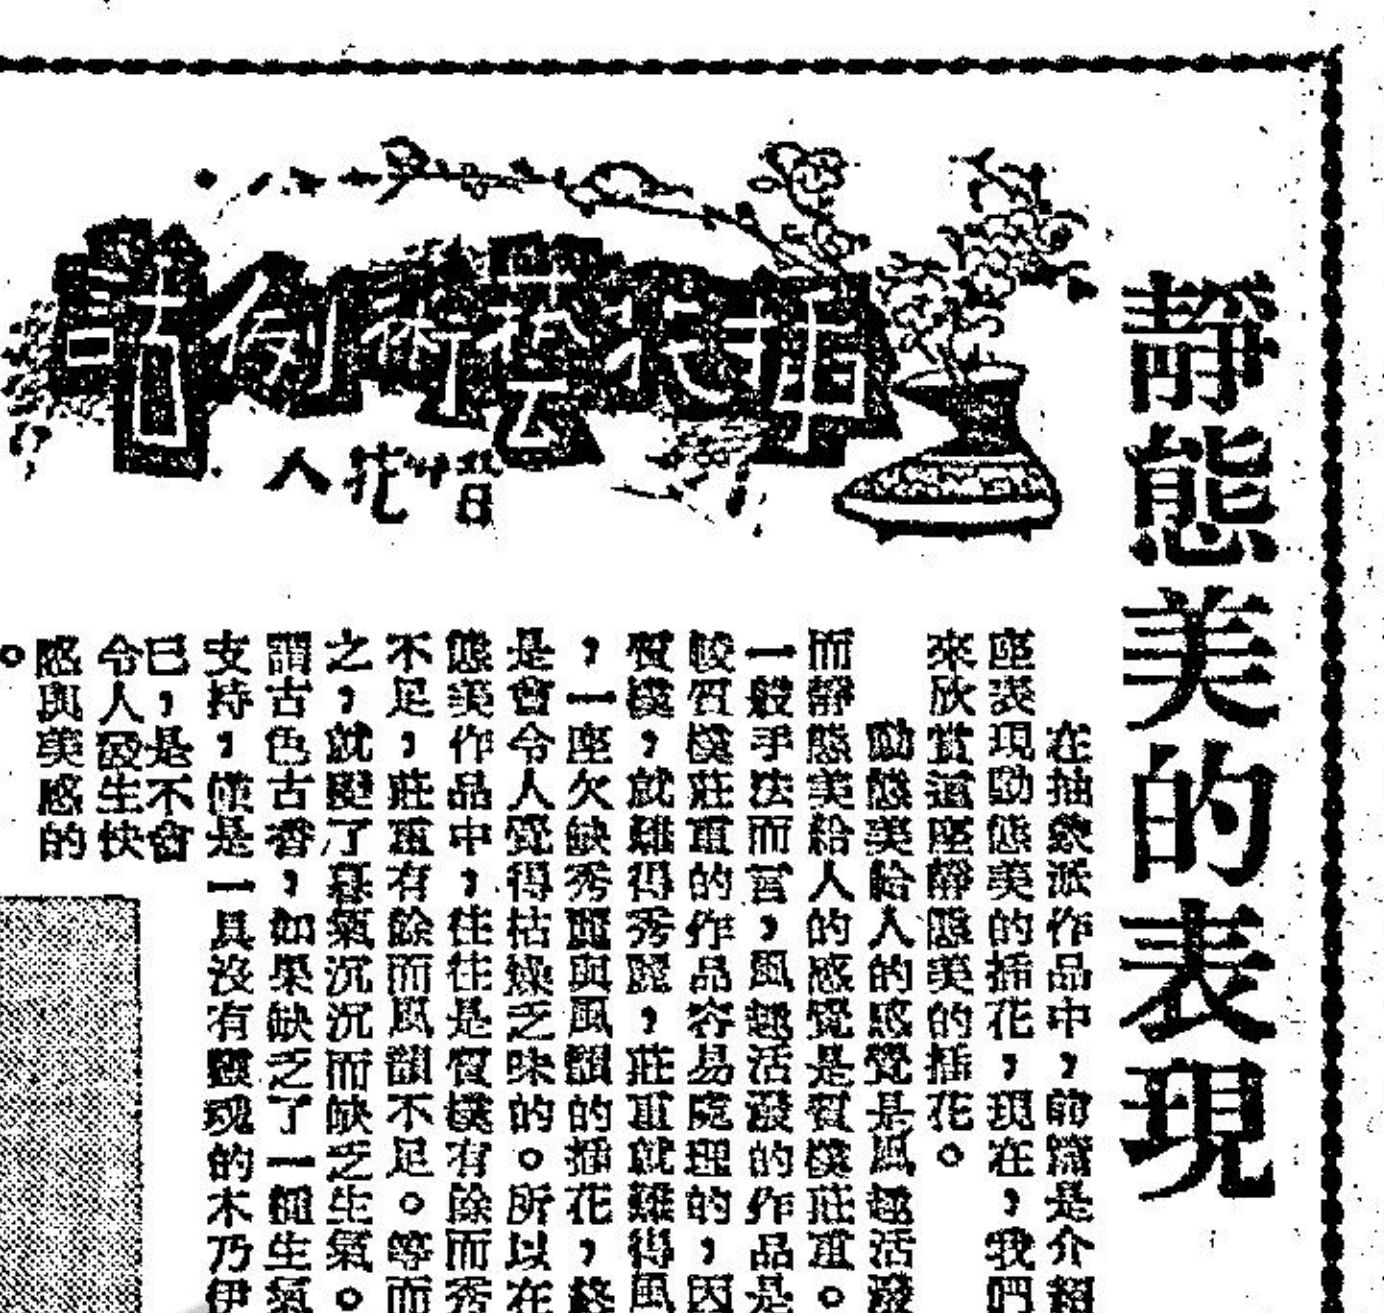 靜態美的表現
插花藝術例話
惜花人
在抽象派作品中，前篇是介紹
座表現動態美的插花，現在，我們
來欣賞這座靜態美的插花。
動態美給人的感覺是風趣活潑
而靜態美給人的感覺是質樸莊重。
一般手法而言，風趣活潑的作品是
較質樸莊重的作品容易處理的，因
質樸，就難得秀麗，莊重就難得風
，一座欠缺秀麗與風韻的插花，終
是會令人覺得枯燥乏味的。所以在
態美作品中，往往是質樸有餘而秀
不足，莊重有餘而風韻不足。等而
之，就變了暮氣沉沉而缺乏生氣。
謂古色古香，如果缺乏了一種生氣
支持，僅是一具沒有靈魂的木乃伊
已，是不會
令人發生快
感與美感的
。